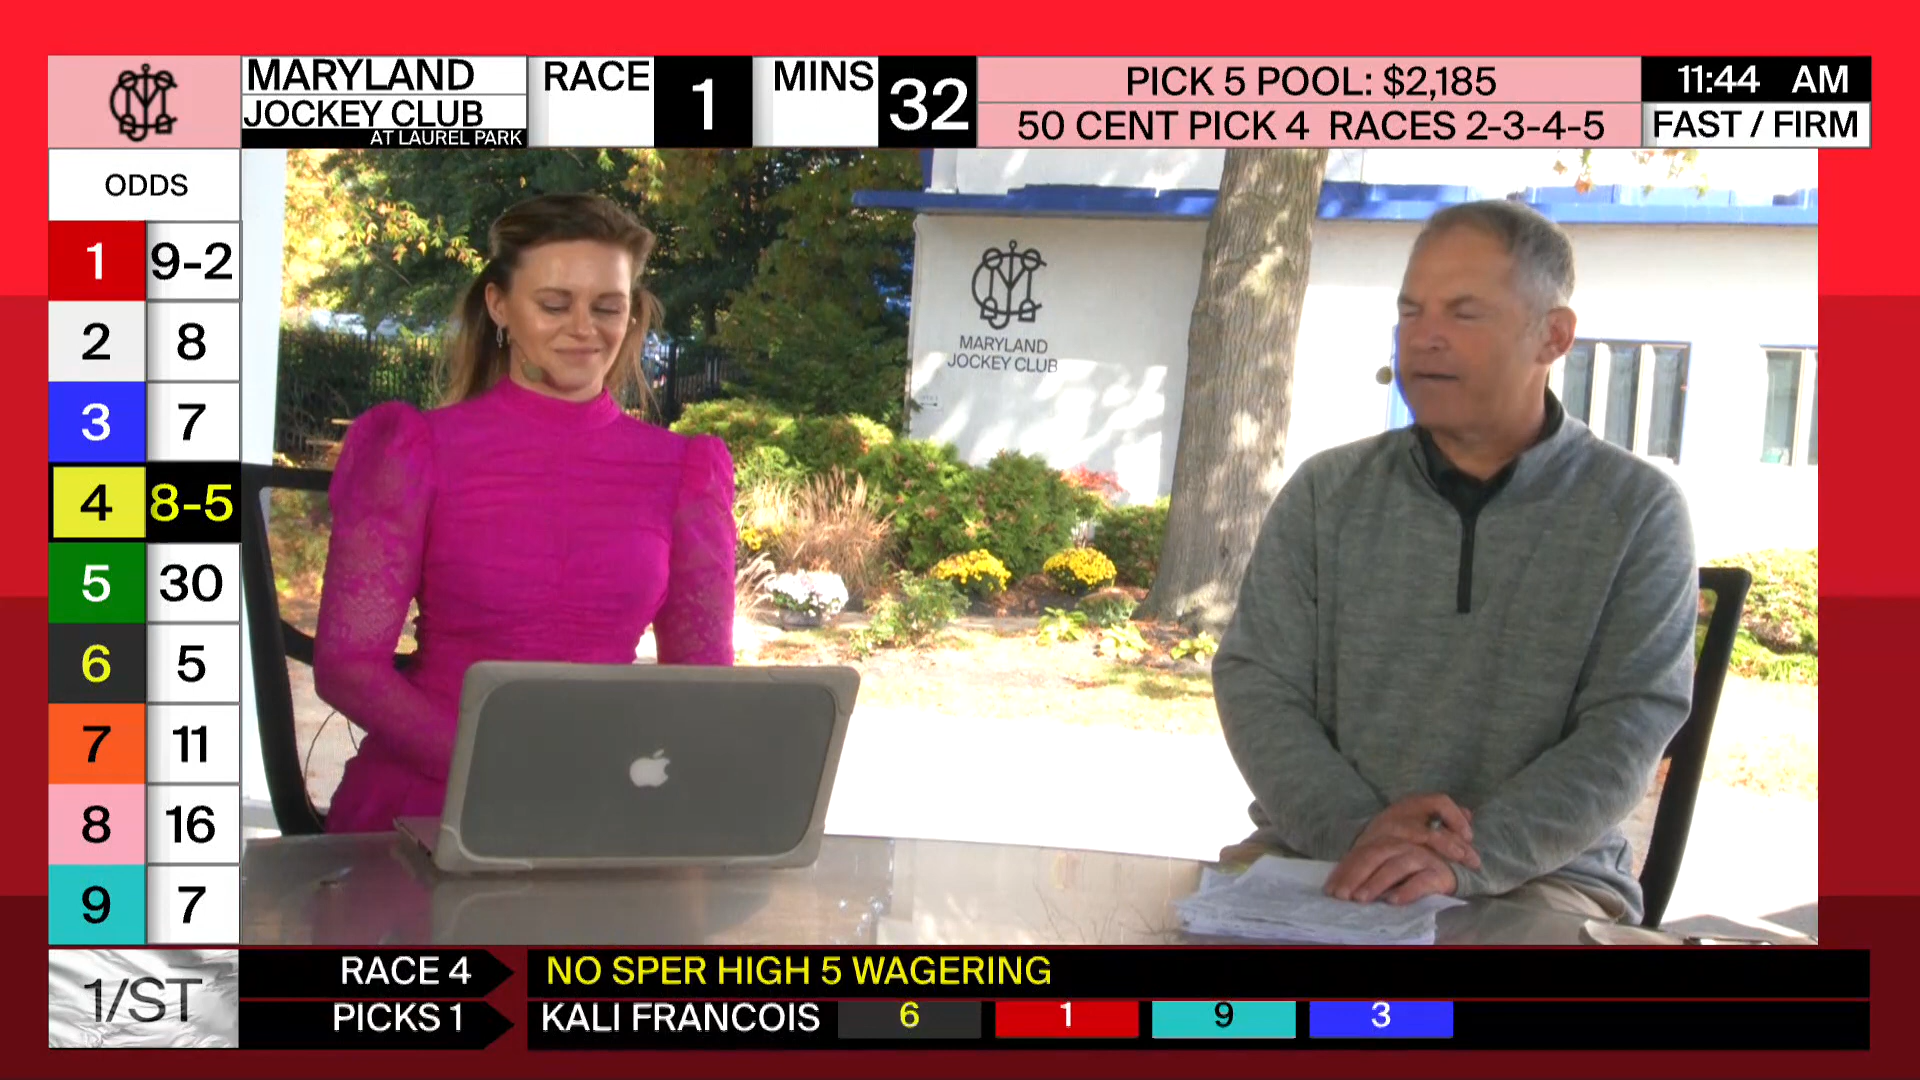 MARYLAND
JOCKEY CLUB
AT LAUREL PARK
RACE 1
MINS 32
PICK 5 POOL: $2,185
50 CENT PICK 4 RACES 2-3-4-5
11:44 AM
FAST / FIRM
ODDS
1 9-2
2 8
3 7
4 8-5
5 30
6 5
7 11
8 16
9 7
MARYLAND
JOCKEY CLUB
1/ST
RACE 4 NO SPER HIGH 5 WAGERING
PICKS 1 KALI FRANCOIS 6 1 9 3